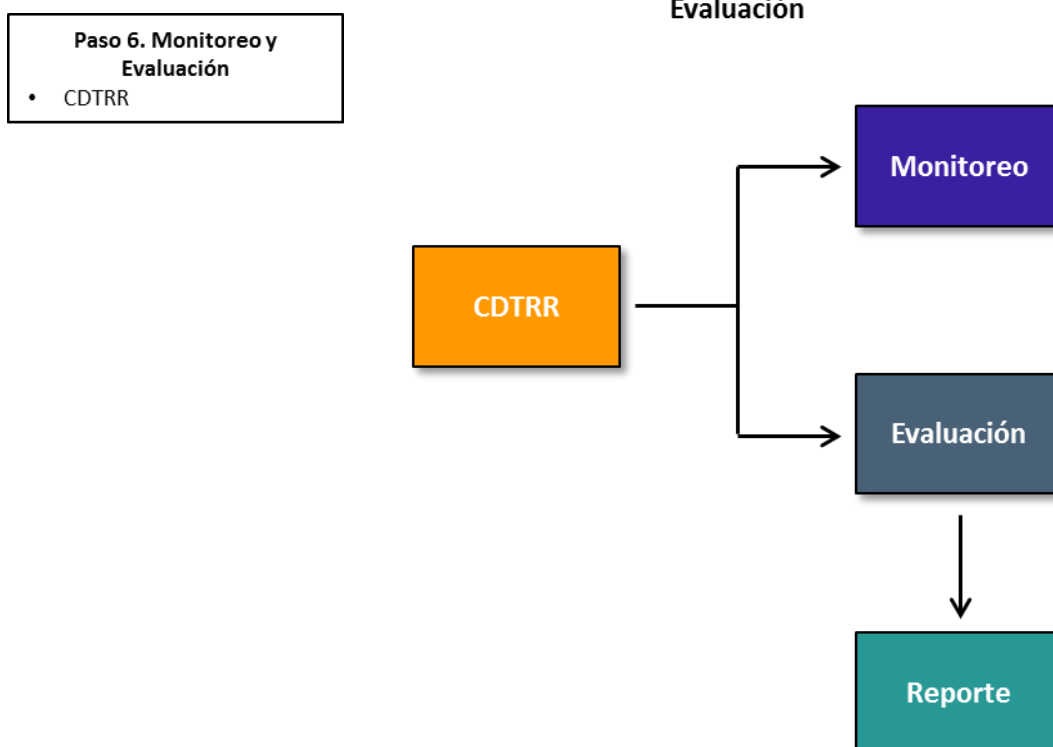 Evaluación
Paso 6. Monitoreo y
Evaluación
• CDTRR
Monitoreo
CDTRR
Evaluación
Reporte